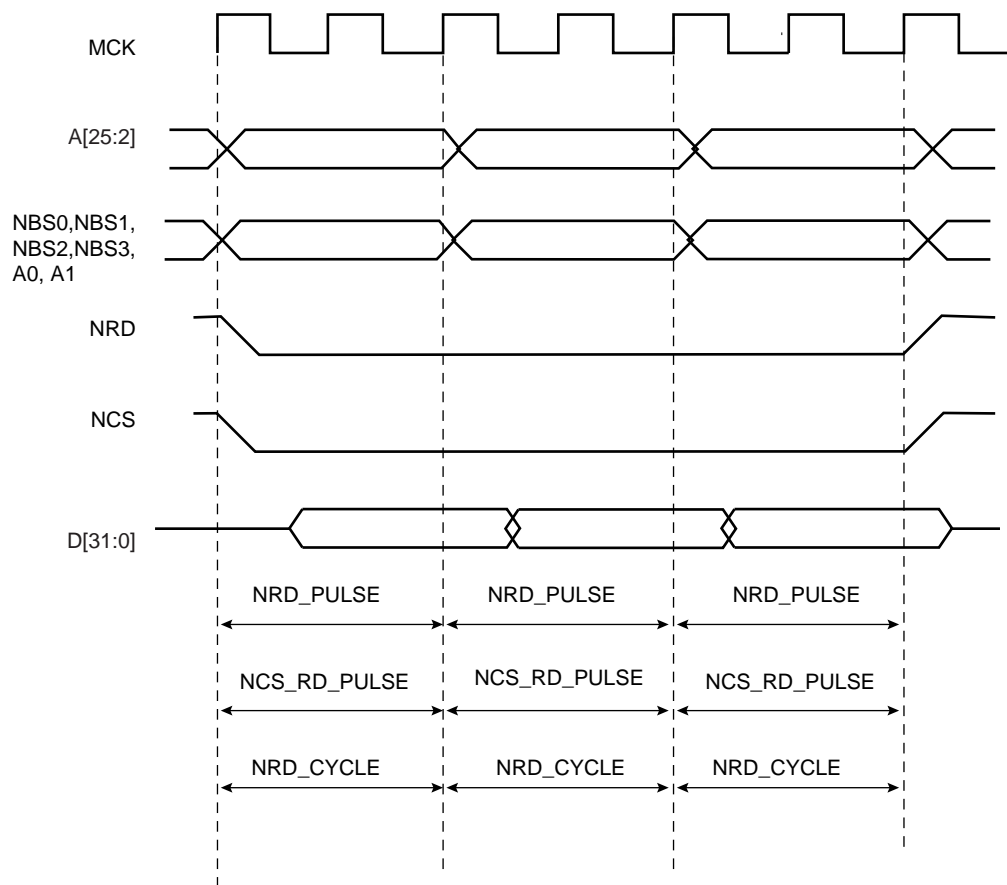 MCK
A[25:2]
NBS0,NBS1,
NBS2,NBS3,
A0, A1
NRD
NCS
D[31:0]
NRD_PULSE NRD_PULSE NRD_PULSE
NCS_RD_PULSE NCS_RD_PULSE NCS_RD_PULSE
NRD_CYCLE NRD_CYCLE NRD_CYCLE